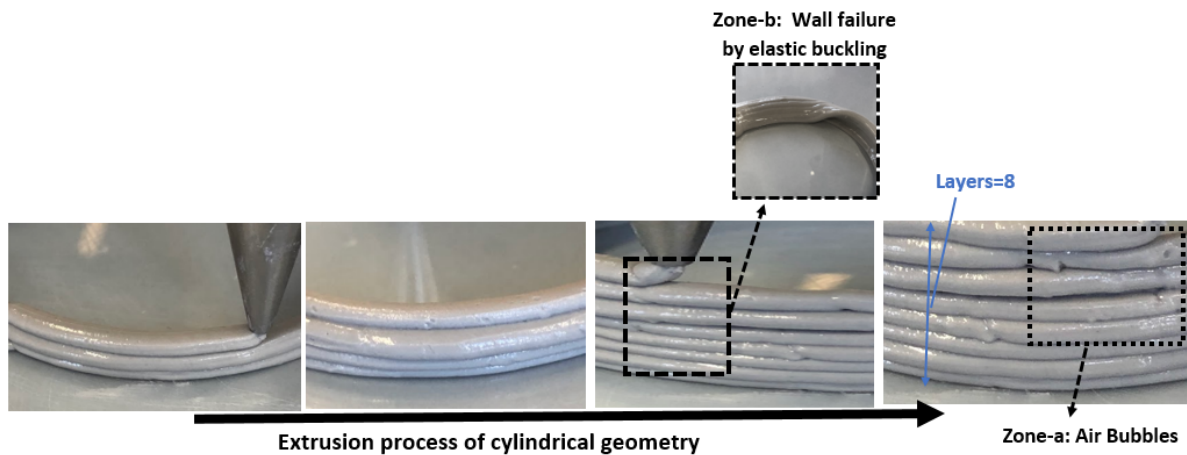 Zone-b: Wall failure
by elastic buckling
Layers=8
Extrusion process of cylindrical geometry
Zone-a: Air Bubbles